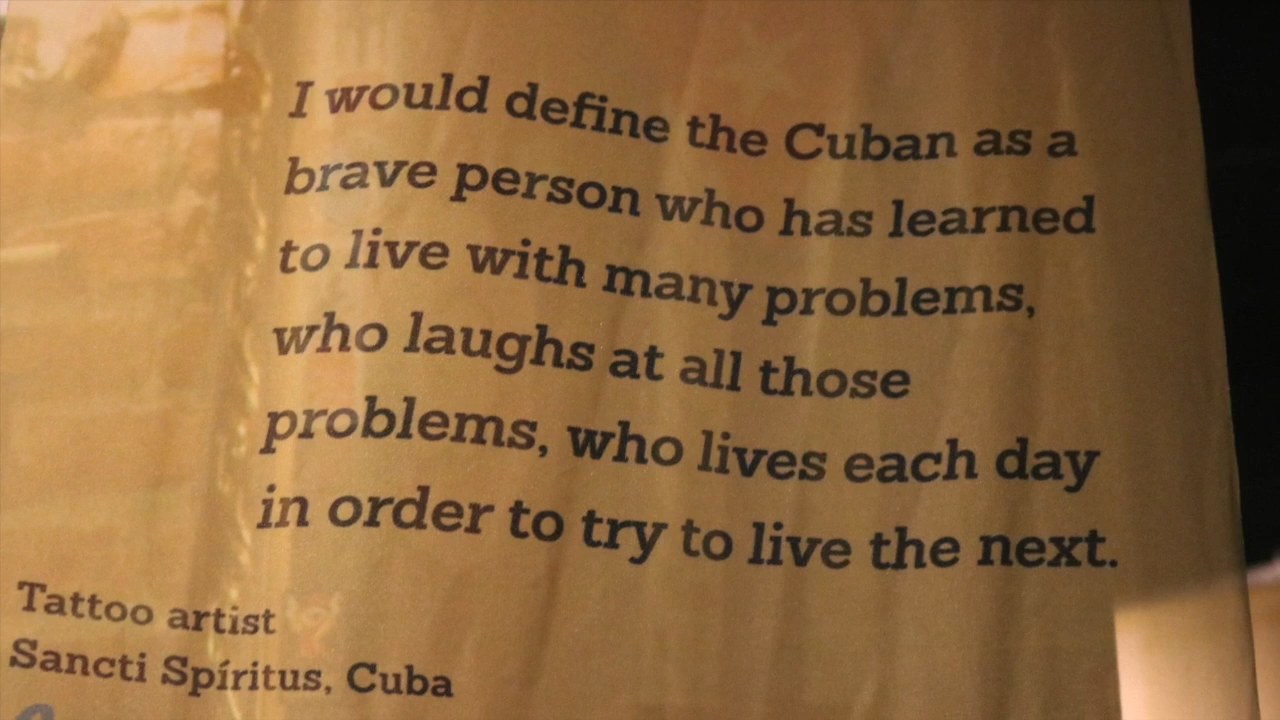 I would define the Cuban as a
brave person who has learned
to live with many problems,
who laughs at all those
problems, who lives each day
in order to try to live the next.
Tattoo artist
Sancti Spíritus, Cuba